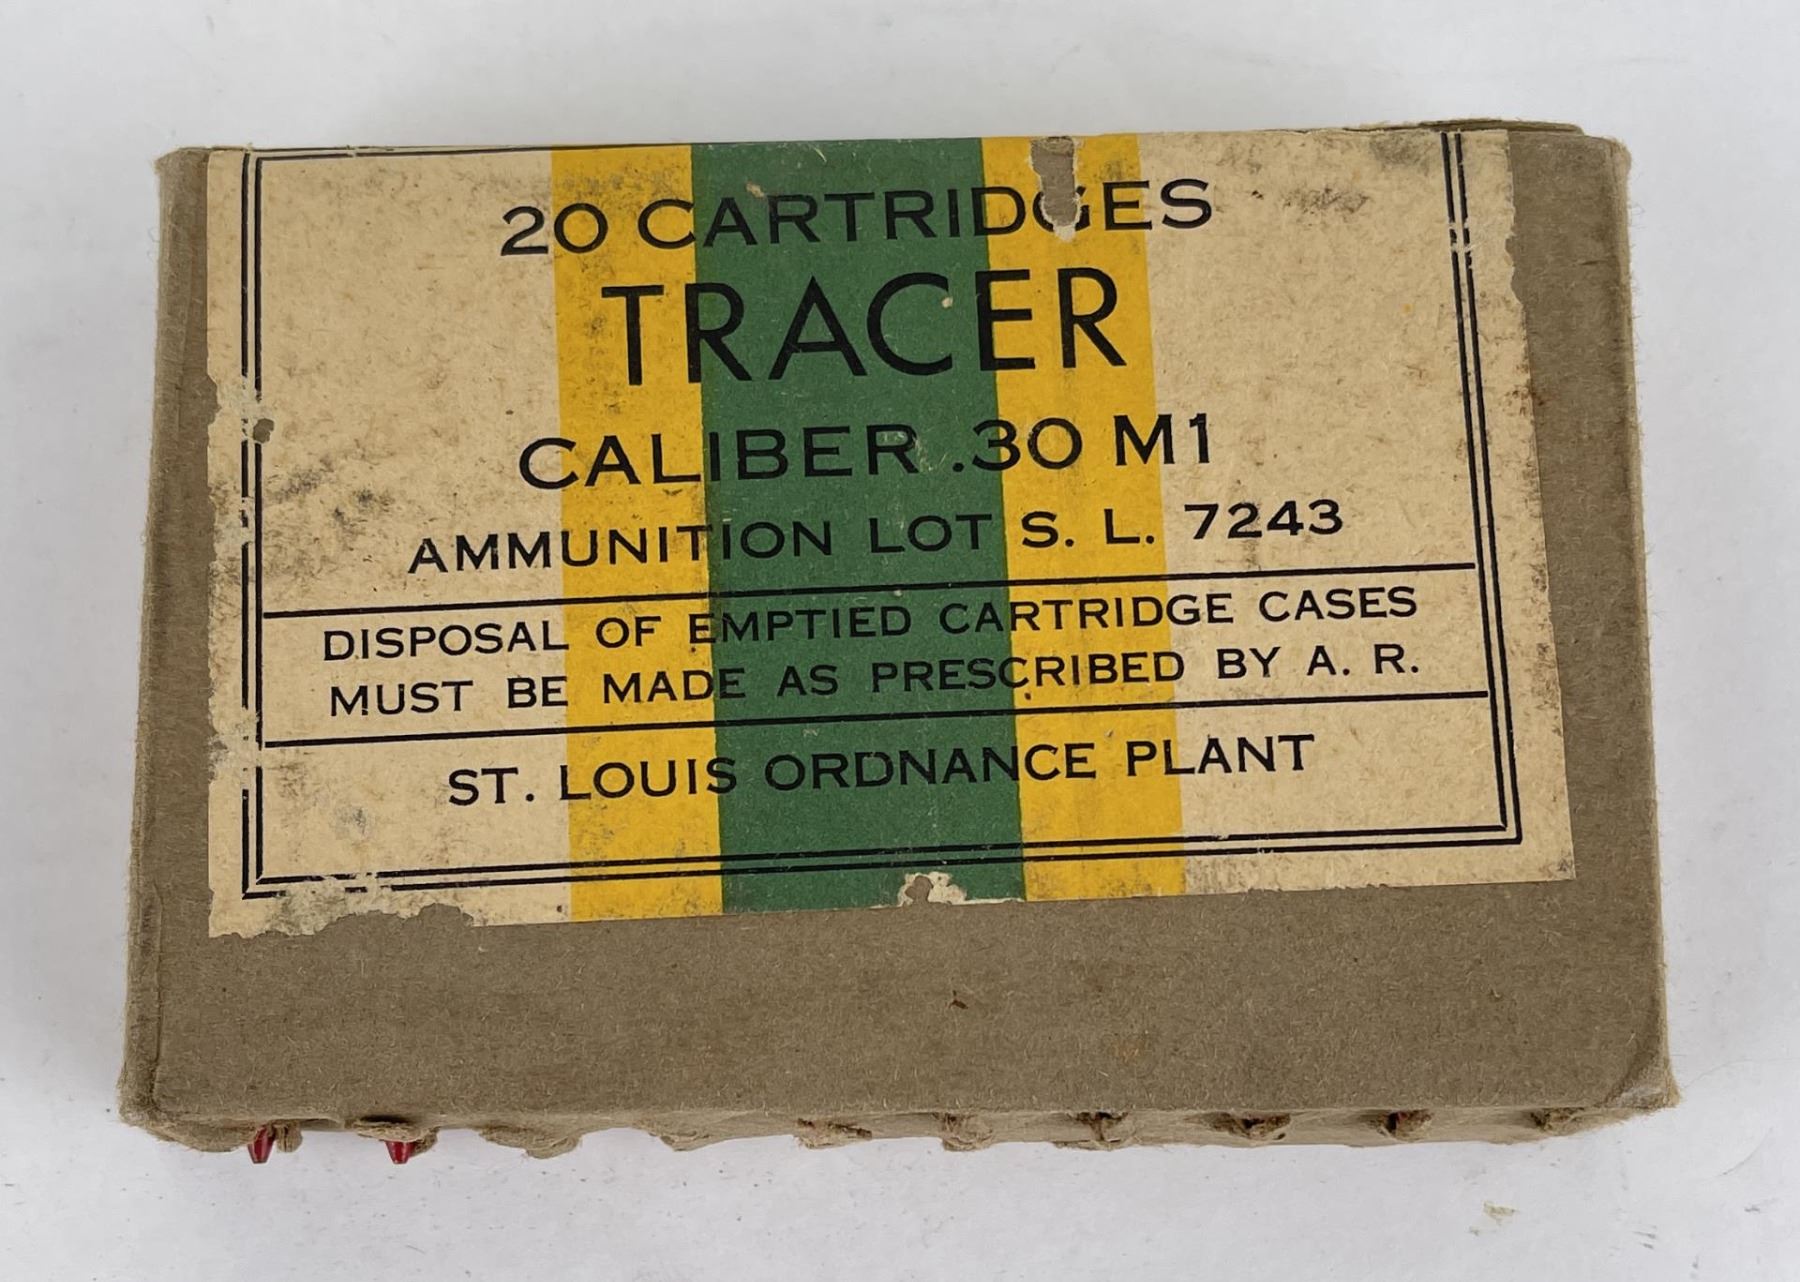 20 CARTRIDGES
TRACER
CALIBER .30 M1
AMMUNITION LOT S. L. 7243
DISPOSAL OF EMPTIED CARTRIDGE CASES
MUST BE MADE AS PRESCRIBED BY A. R.
ST. LOUIS ORDNANCE PLANT